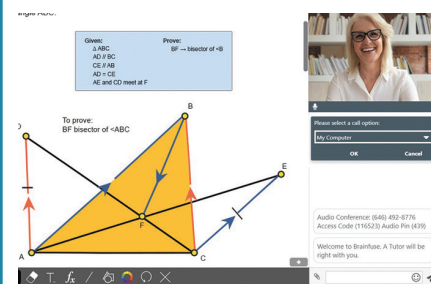 Given:
Prove:
Δ ABC
BF → bisector of <B
AD // BC
CE // AB
AD = CE
AE and CD meet at F
To prove:
BF bisector of <ABC
B
E
F
A
C
T
fx
Please select a call option:
My Computer
OK
Cancel
Audio Conference: (646) 492-8776
Access Code (116523) Audio Pin (439)
Welcome to Brainfuse. A Tutor will be
right with you.